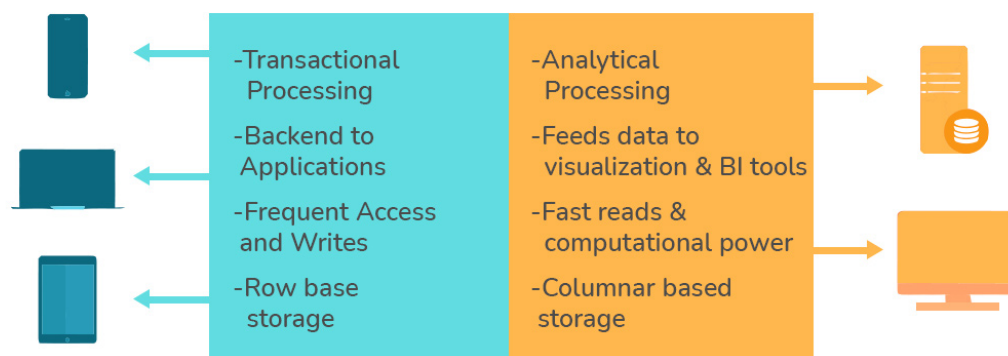 -Transactional
Processing
-Backend to
Applications
-Frequent Access
and Writes
-Row base
storage
-Analytical
Processing
-Feeds data to
visualization & BI tools
-Fast reads &
computational power
-Columnar based
storage